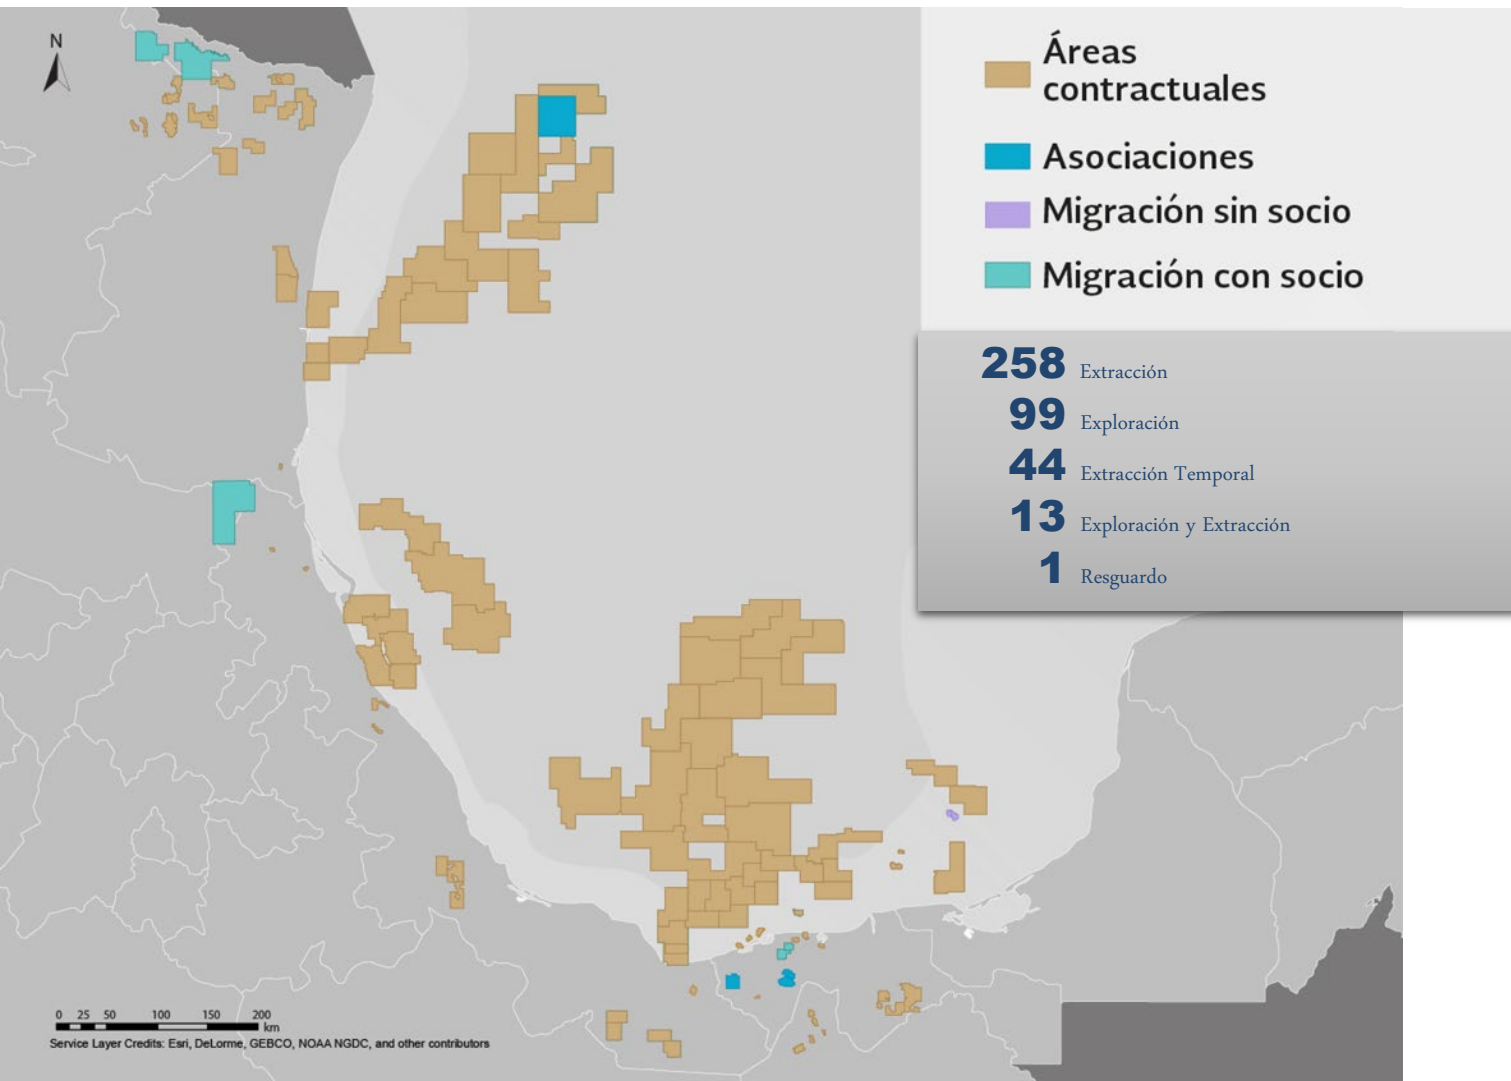 N
Áreas
contractuales
Asociaciones
Migración sin socio
Migración con socio
258 Extracción
99 Exploración
44 Extracción Temporal
13 Exploración y Extracción
1 Resguardo
0 25 50 100 150 200
km
Service Layer Credits: Esri, DeLorme, GEBCO, NOAA NGDC, and other contributors